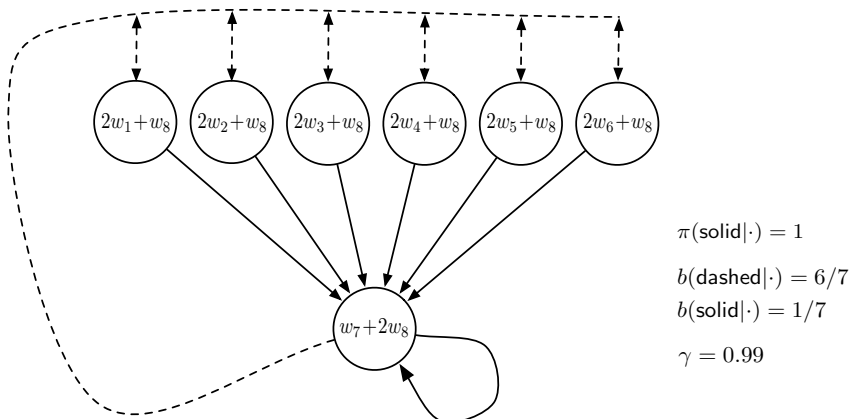 2w₁+w₈ 2w₂+w₈ 2w₃+w₈ 2w₄+w₈ 2w₅+w₈ 2w₆+w₈
π(solid|·) = 1
b(dashed|·) = 6/7
b(solid|·) = 1/7
w₇+2w₈
γ = 0.99